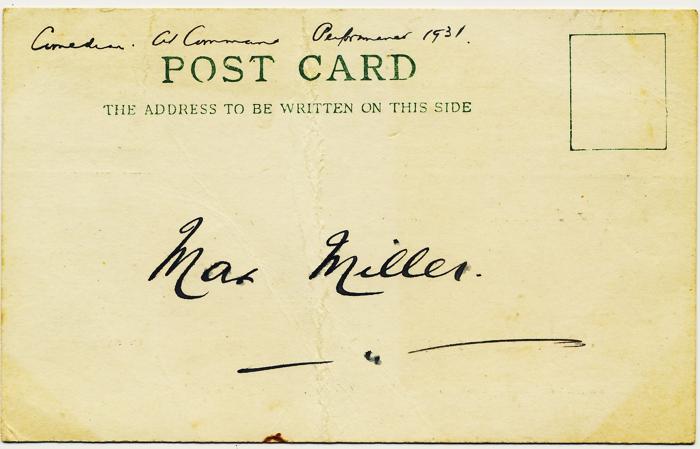 Comedian. At Command Performance 1931.
POST CARD
THE ADDRESS TO BE WRITTEN ON THIS SIDE
Max Miller.